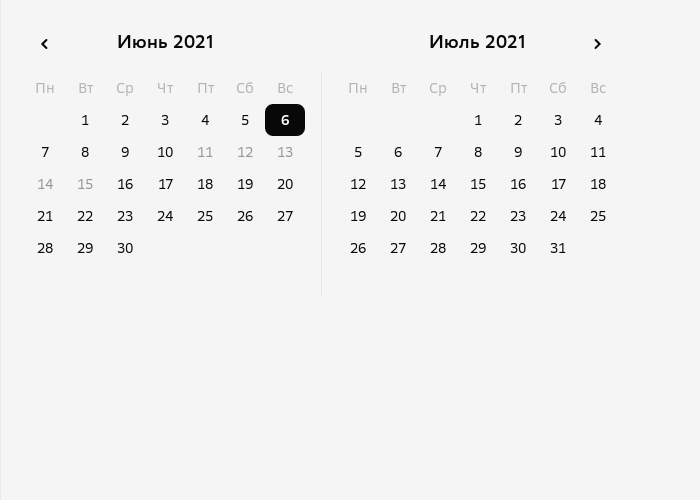 Июнь 2021
Пн Вт Ср Чт Пт Сб Вс
1 2 3 4 5 6
7 8 9 10 11 12 13
14 15 16 17 18 19 20
21 22 23 24 25 26 27
28 29 30
Июль 2021
Пн Вт Ср Чт Пт Сб Вс
1 2 3 4
5 6 7 8 9 10 11
12 13 14 15 16 17 18
19 20 21 22 23 24 25
26 27 28 29 30 31